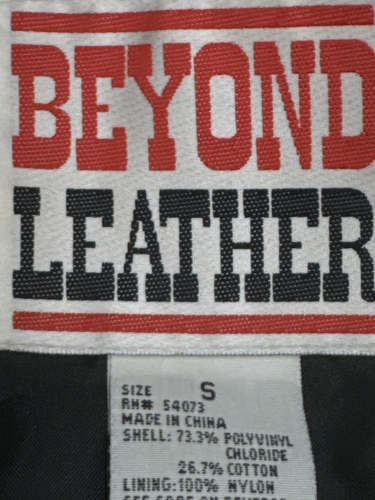 BEYOND
LEATHER
SIZE S
RN# 54073
MADE IN CHINA
SHELL: 73.3% POLYVINYL
CHLORIDE
26.7% COTTON
LINING:100% NYLON